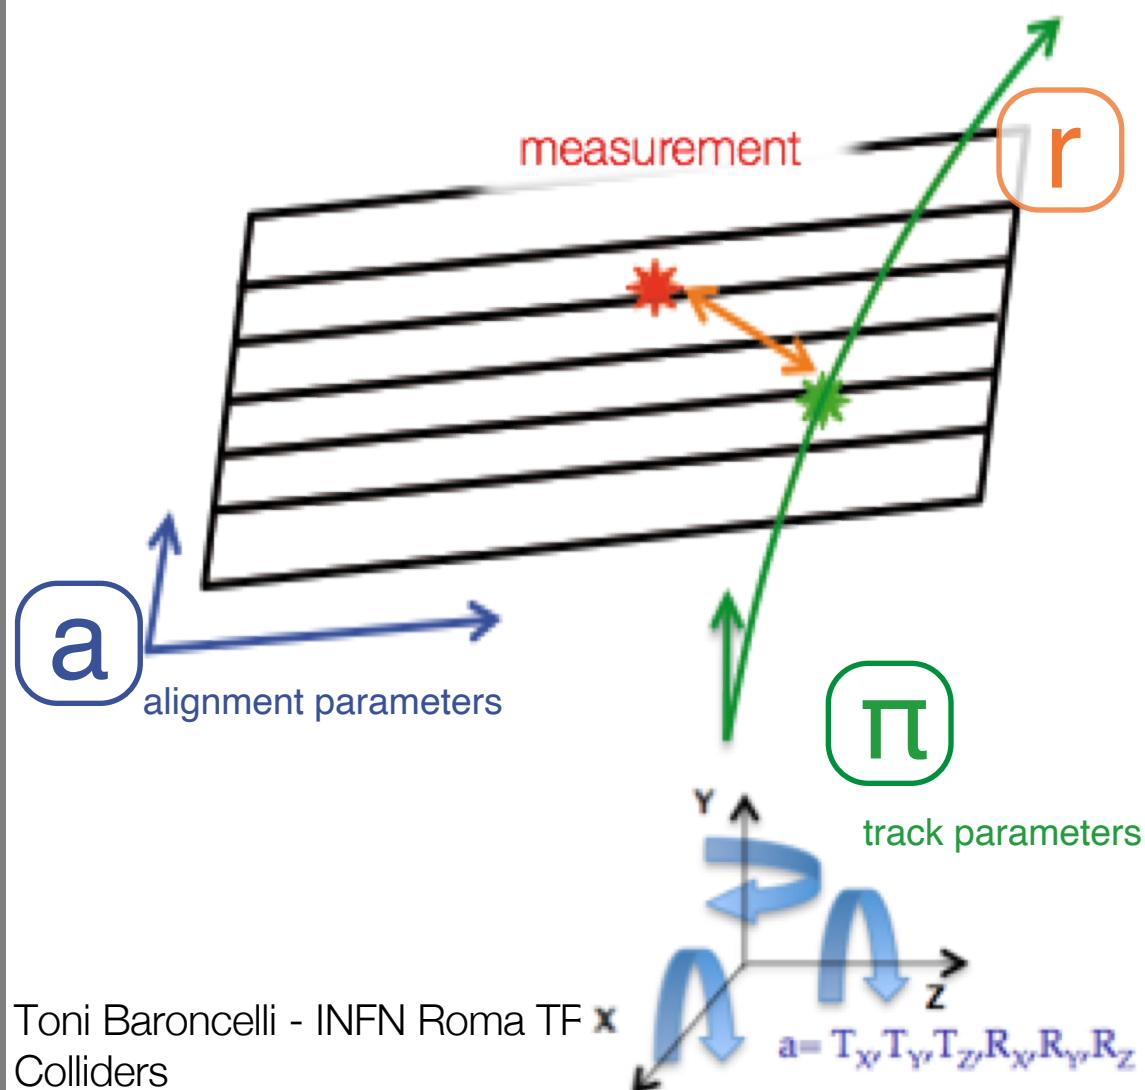 measurement
r
a
alignment parameters
π
track parameters
Y
Z
X
a= T_X,T_Y,T_Z,R_X,R_Y,R_Z
Toni Baroncelli - INFN Roma TF
Colliders